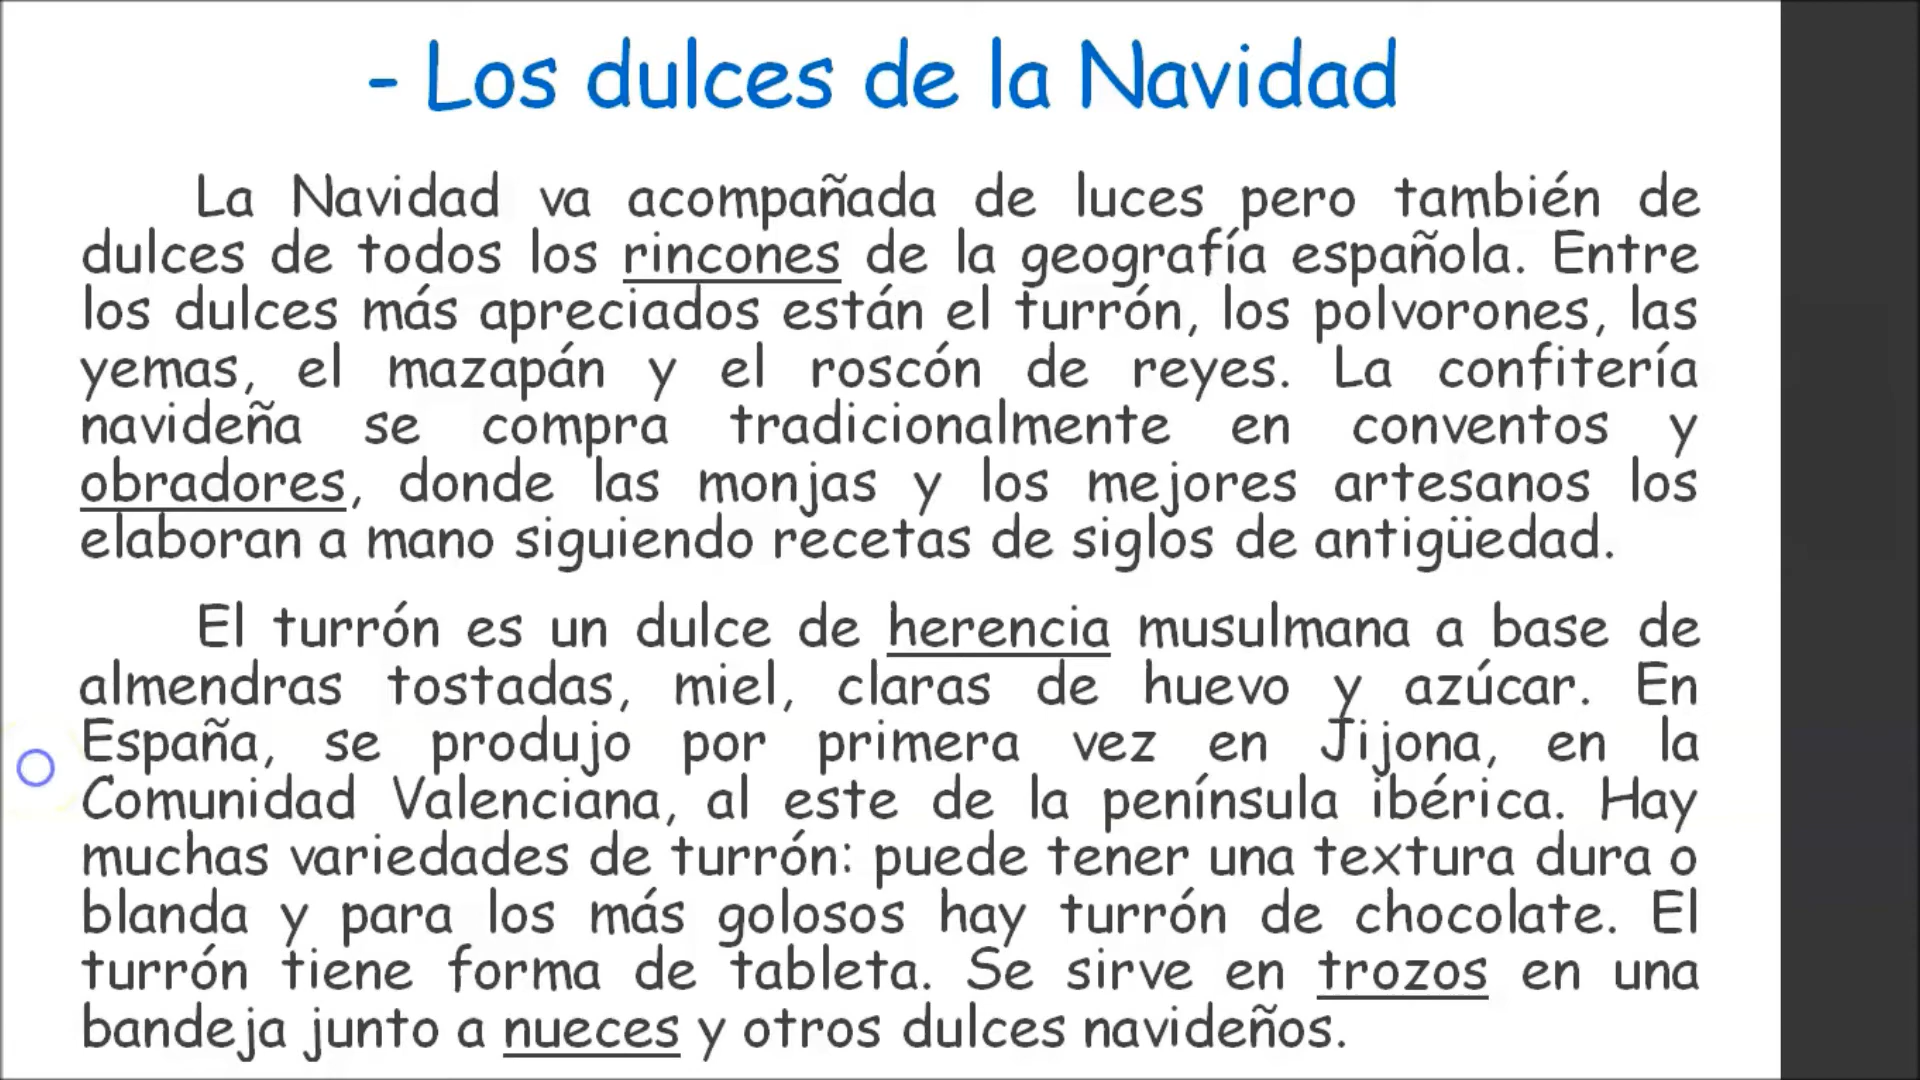 - Los dulces de la Navidad
La Navidad va acompañada de luces pero también de
dulces de todos los rincones de la geografía española. Entre
los dulces más apreciados están el turrón, los polvorones, las
yemas, el mazapán y el roscón de reyes. La confitería
navideña se compra tradicionalmente en conventos y
obradores, donde las monjas y los mejores artesanos los
elaboran a mano siguiendo recetas de siglos de antigüedad.
El turrón es un dulce de herencia musulmana a base de
almendras tostadas, miel, claras de huevo y azúcar. En
España, se produjo por primera vez en Jijona, en la
Comunidad Valenciana, al este de la península ibérica. Hay
muchas variedades de turrón: puede tener una textura dura o
blanda y para los más golosos hay turrón de chocolate. El
turrón tiene forma de tableta. Se sirve en trozos en una
bandeja junto a nueces y otros dulces navideños.